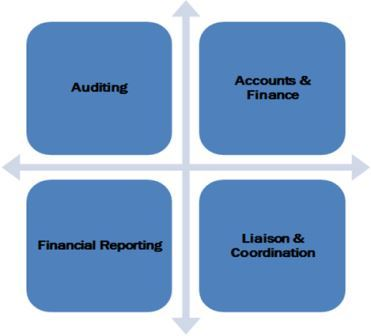 Auditing
Accounts &
Finance
Financial Reporting
Liaison &
Coordination